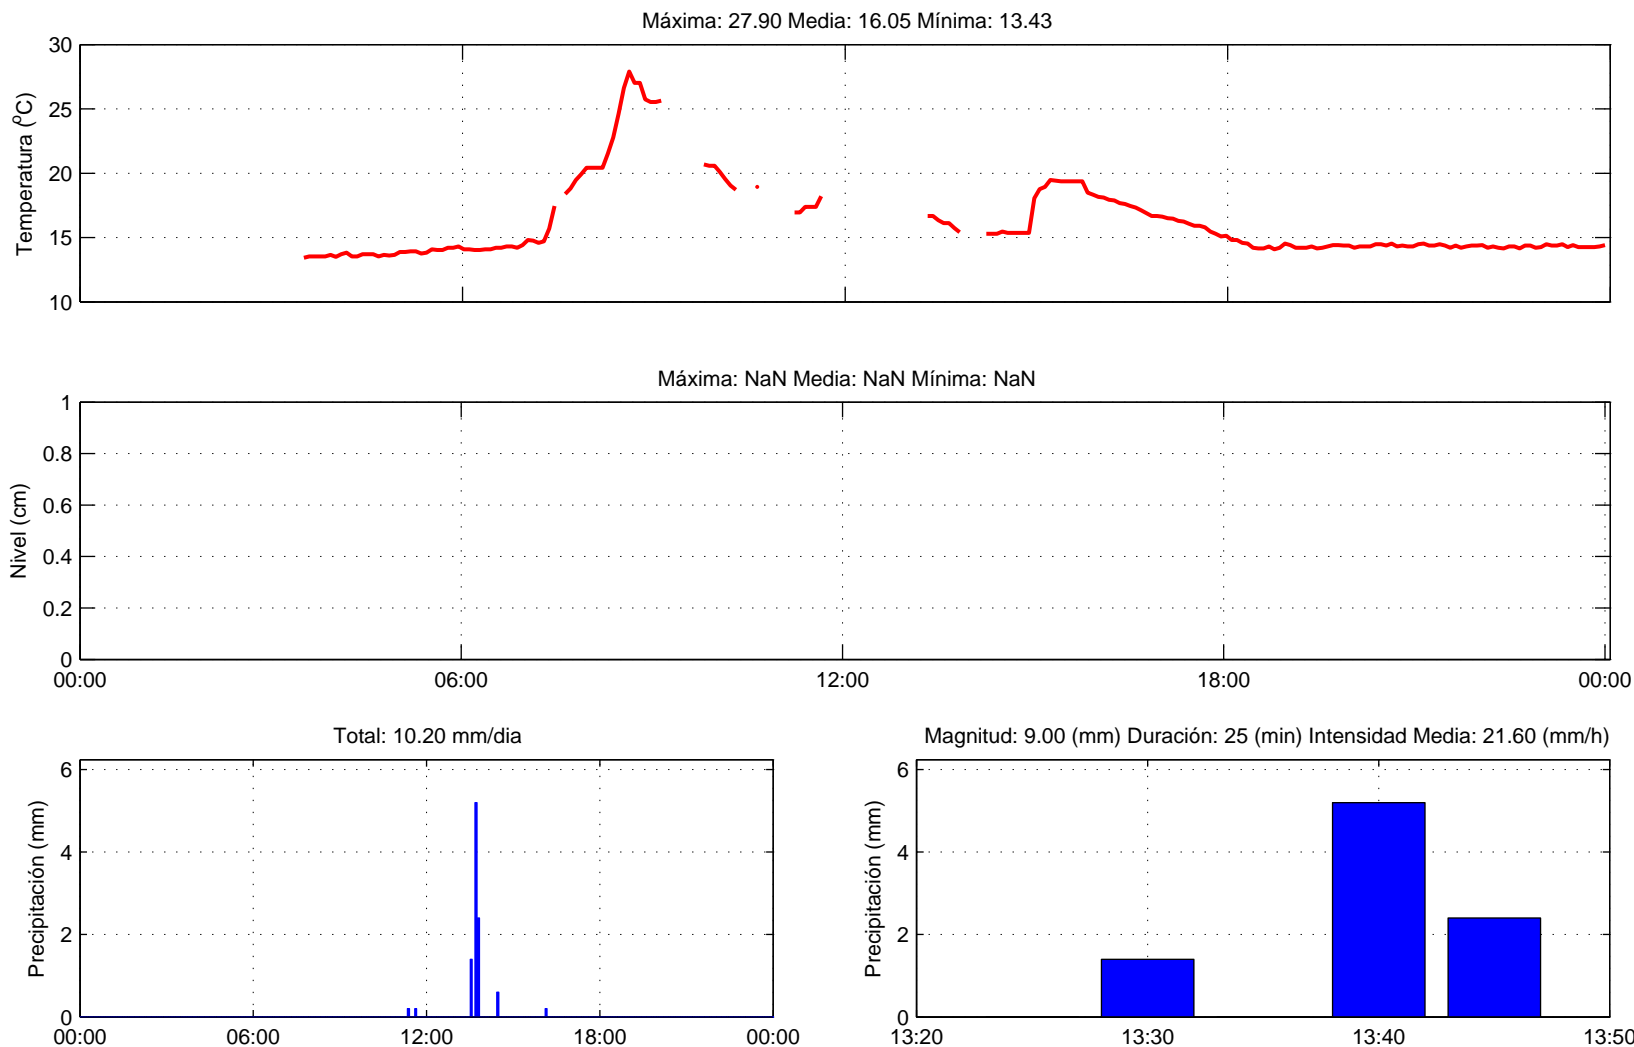 Máxima: 27.90 Media: 16.05 Mínima: 13.43
Temperatura (ºC)
30
25
20
15
10
Máxima: NaN Media: NaN Mínima: NaN
Nivel (cm)
1
0.8
0.6
0.4
0.2
0
00:00 06:00 12:00 18:00 00:00
Total: 10.20 mm/dia
Precipitación (mm)
6
4
2
0
00:00 06:00 12:00 18:00 00:00
Magnitud: 9.00 (mm) Duración: 25 (min) Intensidad Media: 21.60 (mm/h)
Precipitación (mm)
6
4
2
0
13:20 13:30 13:40 13:50